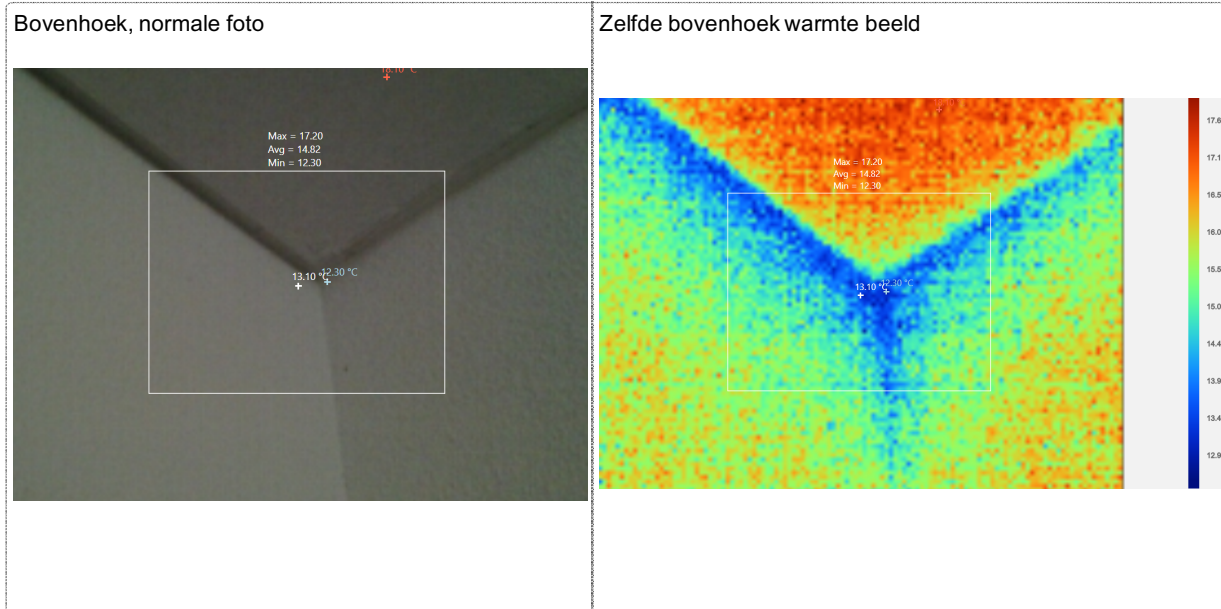 Bovenhoek, normale foto
18.10 °C
Max = 17.20
Avg = 14.82
Min = 12.30
13.10 °C
12.30 °C
Zelfde bovenhoek warmte beeld
Max = 17.20
Avg = 14.82
Min = 12.30
13.10 °C
12.30 °C
17.6
17.1
16.5
16.0
15.5
15.0
14.4
13.9
13.4
12.9